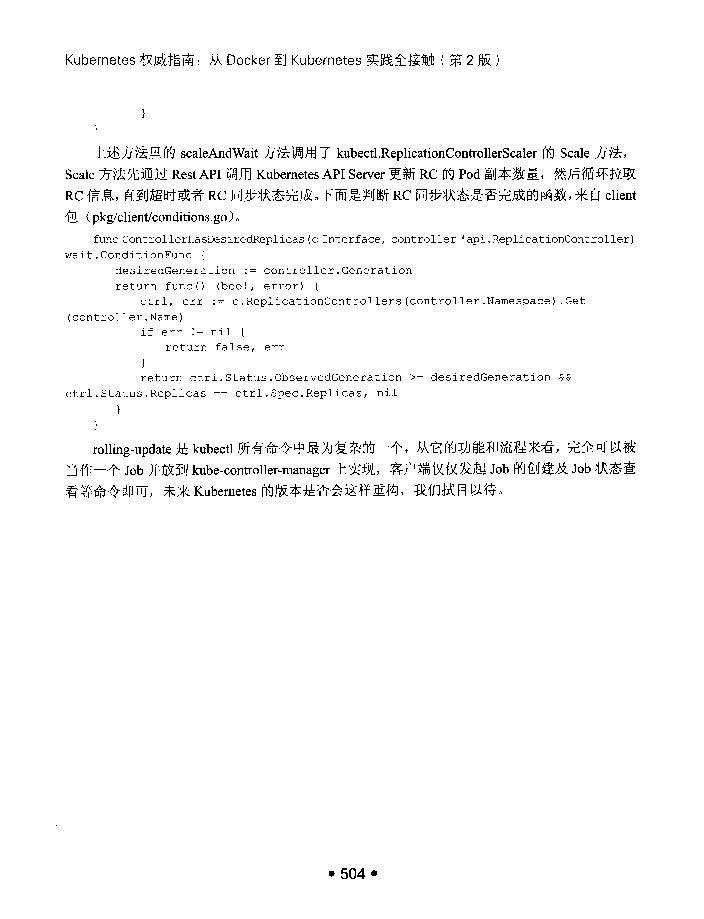 Kubernetes 权威指南：从 Docker 到 Kubernetes 实践全接触（第 2 版）
}
}
上述方法里的 scaleAndWait 方法调用了 kubectl.ReplicationControllerScaler 的 Scale 方法，
Scale 方法先通过 Rest API 调用 Kubernetes API Server 更新 RC 的 Pod 副本数量，然后循环拉取
RC 信息，直到超时或者 RC 同步状态完成。下面是判断 RC 同步状态是否完成的函数，来自 client
包（pkg/client/conditions.go）。
func ControllerHasDesiredReplicas(c Interface, controller *api.ReplicationController)
wait.ConditionFunc {
desiredGeneration := controller.Generation
return func() (bool, error) {
ctrl, err := c.ReplicationControllers(controller.Namespace).Get
(controller.Name)
if err != nil {
return false, err
}
return ctrl.Status.ObservedGeneration >= desiredGeneration &&
ctrl.Status.Replicas == ctrl.Spec.Replicas, nil
}
}
rolling-update 是 kubectl 所有命令中最为复杂的一个，从它的功能和流程来看，完全可以被
当作一个 Job 并放到 kube-controller-manager 上实现，客户端仅仅发起 Job 的创建及 Job 状态查
看等命令即可，未来 Kubernetes 的版本是否会这样重构，我们拭目以待。
• 504 •